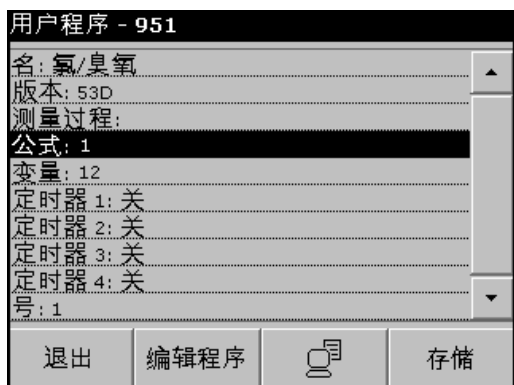 用户程序 - 951
名: 氯/臭氧
版本: 53D
测量过程:
公式: 1
变量: 12
定时器 1: 关
定时器 2: 关
定时器 3: 关
定时器 4: 关
号: 1
退出 编辑程序 存储